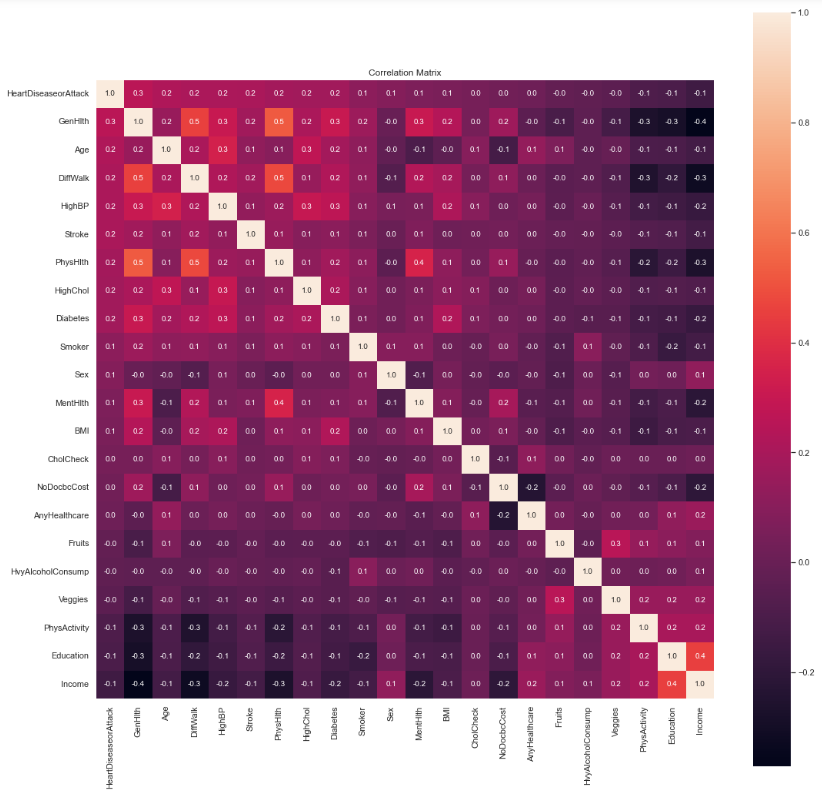 Correlation Matrix
HeartDiseaseorAttack 1.0 0.3 0.2 0.2 0.2 0.2 0.2 0.2 0.2 0.1 0.1 0.1 0.1 0.0 0.0 0.0 -0.0 -0.0 -0.0 -0.1 -0.1 -0.1
GenHlth 0.3 1.0 0.2 0.5 0.3 0.2 0.5 0.2 0.3 0.2 -0.0 0.3 0.2 0.0 0.2 -0.0 -0.1 -0.0 -0.1 -0.3 -0.3 -0.4
Age 0.2 0.2 1.0 0.2 0.3 0.1 0.1 0.3 0.2 0.1 -0.0 -0.1 -0.0 0.1 -0.1 0.1 0.1 -0.0 -0.0 -0.1 -0.1 -0.1
DiffWalk 0.2 0.5 0.2 1.0 0.2 0.2 0.5 0.1 0.2 0.1 -0.1 0.2 0.2 0.0 0.1 0.0 -0.0 -0.0 -0.1 -0.3 -0.2 -0.3
HighBP 0.2 0.3 0.3 0.2 1.0 0.1 0.2 0.3 0.3 0.1 0.1 0.1 0.2 0.1 0.0 0.0 -0.0 -0.0 -0.1 -0.1 -0.1 -0.2
Stroke 0.2 0.2 0.1 0.2 0.1 1.0 0.1 0.1 0.1 0.1 0.0 0.1 0.0 0.0 0.0 0.0 -0.0 -0.0 -0.0 -0.1 -0.1 -0.1
PhysHlth 0.2 0.5 0.1 0.5 0.2 0.1 1.0 0.1 0.2 0.1 -0.0 0.4 0.1 0.0 0.1 -0.0 -0.0 -0.0 -0.1 -0.2 -0.2 -0.3
HighChol 0.2 0.2 0.3 0.1 0.3 0.1 0.1 1.0 0.2 0.1 0.0 0.1 0.1 0.1 0.0 0.0 -0.0 -0.0 -0.0 -0.1 -0.1 -0.1
Diabetes 0.2 0.3 0.2 0.2 0.3 0.1 0.2 0.2 1.0 0.1 0.0 0.1 0.2 0.1 0.0 0.0 -0.0 -0.1 -0.1 -0.1 -0.1 -0.2
Smoker 0.1 0.2 0.1 0.1 0.1 0.1 0.1 0.1 0.1 1.0 0.1 0.1 0.0 -0.0 0.0 -0.0 -0.1 0.1 -0.0 -0.1 -0.2 -0.1
Sex 0.1 -0.0 -0.0 -0.1 0.1 0.0 -0.0 0.0 0.0 0.1 1.0 -0.1 0.0 -0.0 -0.0 -0.0 -0.1 0.0 -0.1 0.0 0.0 0.1
MentHlth 0.1 0.3 -0.1 0.2 0.1 0.1 0.4 0.1 0.1 0.1 -0.1 1.0 0.1 -0.0 0.2 -0.0 -0.1 0.0 -0.1 -0.1 -0.1 -0.2
BMI 0.1 0.2 -0.0 0.2 0.2 0.0 0.1 0.1 0.2 0.0 0.0 0.1 1.0 0.0 0.1 -0.0 -0.1 -0.0 -0.1 -0.1 -0.1 -0.1
CholCheck 0.0 0.0 0.1 0.0 0.1 0.0 0.0 0.1 0.1 -0.0 -0.0 -0.0 0.0 1.0 -0.1 0.1 0.0 -0.0 0.0 0.0 0.0 0.0
NoDocbcCost 0.0 0.2 -0.1 0.1 0.0 0.0 0.1 0.0 0.0 0.0 -0.0 0.2 0.1 -0.1 1.0 -0.2 -0.0 0.0 -0.0 -0.1 -0.1 -0.2
AnyHealthcare 0.0 -0.0 0.1 0.0 0.0 0.0 -0.0 0.0 0.0 -0.0 -0.0 -0.0 -0.0 0.1 -0.2 1.0 0.0 -0.0 0.0 0.0 0.1 0.2
Fruits -0.0 -0.1 0.1 -0.0 -0.0 -0.0 -0.0 -0.0 -0.0 -0.1 -0.1 -0.1 -0.1 0.0 -0.0 0.0 1.0 -0.0 0.3 0.1 0.1 0.1
HvyAlcoholConsump -0.0 -0.0 -0.0 -0.0 -0.0 -0.0 -0.0 -0.0 -0.1 0.1 0.0 0.0 -0.0 -0.0 0.0 -0.0 -0.0 1.0 0.0 0.0 0.0 0.1
Veggies -0.0 -0.1 -0.0 -0.1 -0.1 -0.0 -0.1 -0.0 -0.1 -0.0 -0.1 -0.1 -0.1 0.0 -0.0 0.0 0.3 0.0 1.0 0.2 0.2 0.2
PhysActivity -0.1 -0.3 -0.1 -0.3 -0.1 -0.1 -0.2 -0.1 -0.1 -0.1 0.0 -0.1 -0.1 0.0 -0.1 0.0 0.1 0.0 0.2 1.0 0.2 0.2
Education -0.1 -0.3 -0.1 -0.2 -0.1 -0.1 -0.2 -0.1 -0.1 -0.2 0.0 -0.1 -0.1 0.0 -0.1 0.1 0.1 0.0 0.2 0.2 1.0 0.4
Income -0.1 -0.4 -0.1 -0.3 -0.2 -0.1 -0.3 -0.1 -0.2 -0.1 0.1 -0.2 -0.1 0.0 -0.2 0.2 0.1 0.1 0.2 0.2 0.4 1.0
HeartDiseaseorAttack
GenHlth
Age
DiffWalk
HighBP
Stroke
PhysHlth
HighChol
Diabetes
Smoker
Sex
MentHlth
BMI
CholCheck
NoDocbcCost
AnyHealthcare
Fruits
HvyAlcoholConsump
Veggies
PhysActivity
Education
Income
1.0
0.8
0.6
0.4
0.2
0.0
−0.2